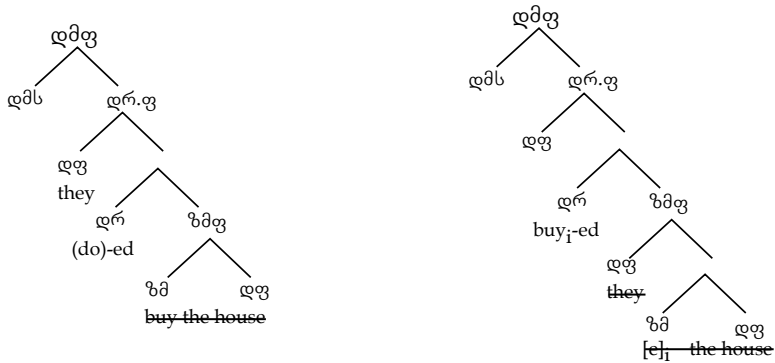 დმფ
დმს დრ.ფ
დფ
they
დრ ზმფ
(do)-ed
ზმ დფ
buy the house
დმფ
დმს დრ.ფ
დფ
დრ ზმფ
buyi-ed
დფ
they
ზმ დფ
[e]i the house